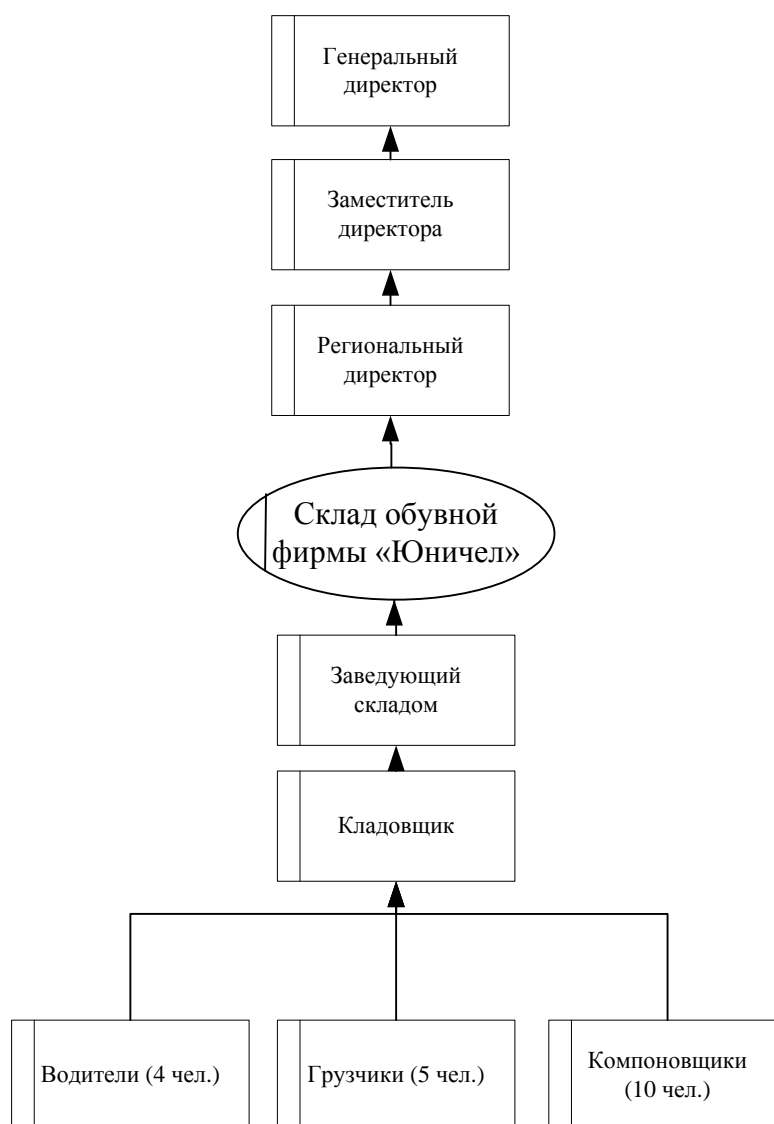 Генеральный
директор
Заместитель
директора
Региональный
директор
Склад обувной
фирмы «Юничел»
Заведующий
складом
Кладовщик
Водители (4 чел.)
Грузчики (5 чел.)
Компоновщики
(10 чел.)